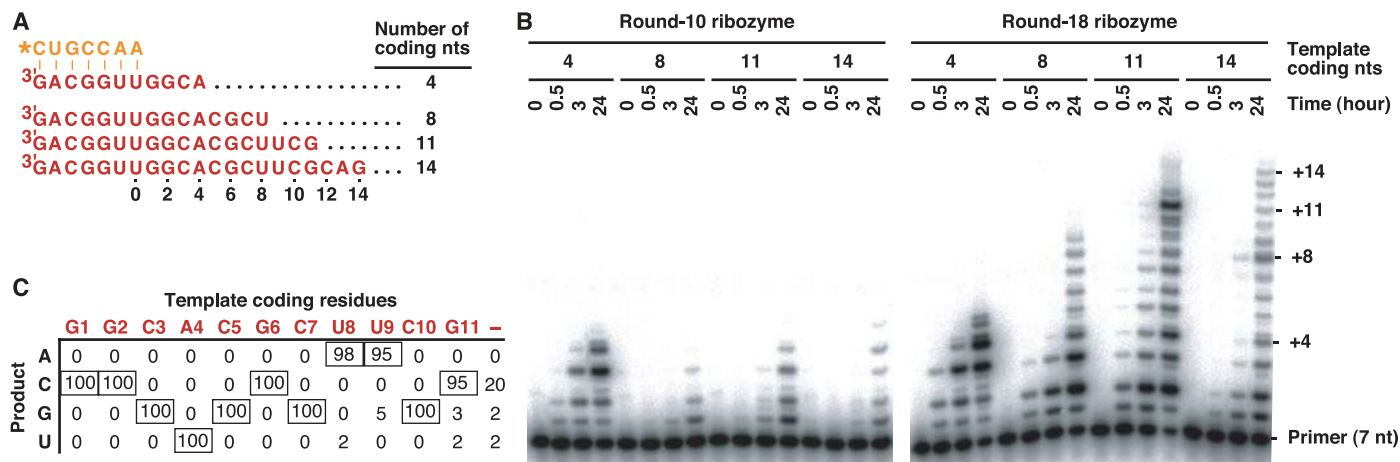 A
Number of
coding nts
*CUGCCAA
3'GACGGUUGGCA.................. 4
3'GACGGUUGGCACGCU ............ 8
3'GACGGUUGGCACGCUUCG ....... 11
3'GACGGUUGGCACGCUUCGCAG ... 14
0 2 4 6 8 10 12 14
B
Round-10 ribozyme Round-18 ribozyme
4 8 11 14 4 8 11 14 Template
coding nts
0 0.5 3 24 0 0.5 3 24 0 0.5 3 24 0 0.5 3 24 0 0.5 3 24 0 0.5 3 24 0 0.5 3 24 0 0.5 3 24 Time (hour)
+14
+11
+8
+4
Primer (7 nt)
C
Template coding residues
G1 G2 C3 A4 C5 G6 C7 U8 U9 C10 G11 –
Product
A 0 0 0 0 0 0 0 98 95 0 0 0
C 100 100 0 0 0 100 0 0 0 0 95 20
G 0 0 100 0 100 0 100 0 5 100 3 2
U 0 0 0 100 0 0 0 2 0 0 2 2